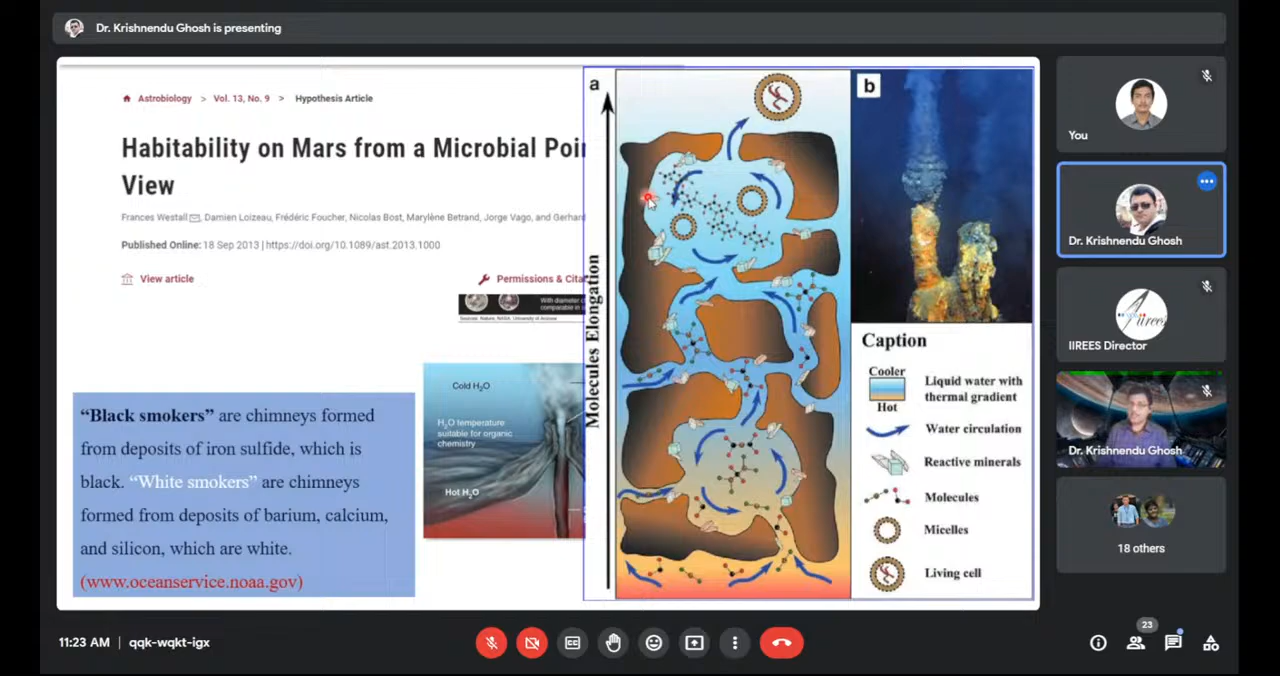 Dr. Krishnendu Ghosh is presenting
Astrobiology > Vol. 13, No. 9 > Hypothesis Article
Habitability on Mars from a Microbial Poi
View
Frances Westall, Damien Loizeau, Frédéric Foucher, Nicolas Bost, Marylène Betrand, Jorge Vago, and Gerhar
Published Online: 18 Sep 2013 | https://doi.org/10.1089/ast.2013.1000
View article
Permissions & Cita
With diameter
comparable in
“Black smokers” are chimneys formed
from deposits of iron sulfide, which is
black. “White smokers” are chimneys
formed from deposits of barium, calcium,
and silicon, which are white.
(www.oceanservice.noaa.gov)
Cold H₂O
H₂O temperature
suitable for organic
chemistry
Hot H₂O
a
Molecules Elongation
b
Caption
Cooler
Hot
Liquid water with
thermal gradient
Water circulation
Reactive minerals
Molecules
Micelles
Living cell
You
Dr. Krishnendu Ghosh
IIREES Director
Dr. Krishnendu Ghosh
18 others
11:23 AM | qqk-wqkt-igx
23